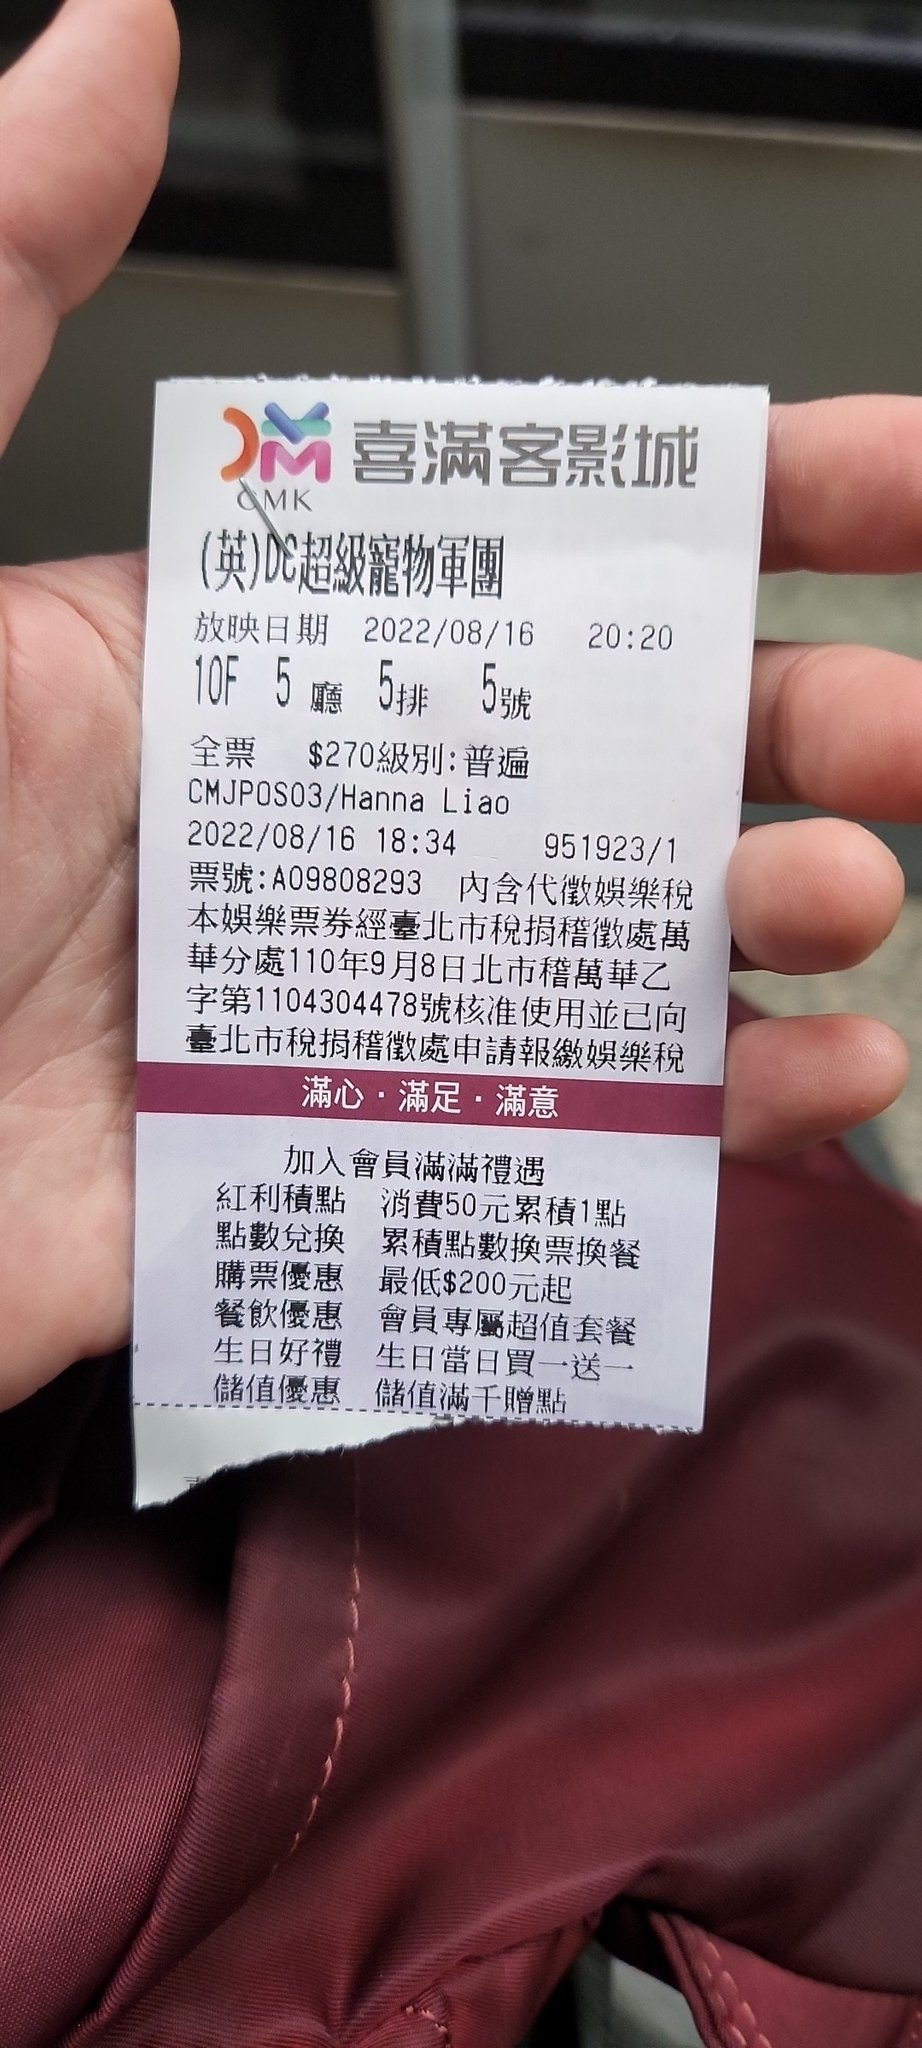 喜滿客影城
CMK
(英)DC超級寵物軍團
放映日期 2022/08/16 20:20
10F 5 廳 5排 5號
全票 $270級別:普遍
CMJPOS03/Hanna Liao
2022/08/16 18:34 951923/1
票號:A09808293 內含代徵娛樂稅
本娛樂票券經臺北市稅捐稽徵處萬
華分處110年9月8日北市稽萬華乙
字第1104304478號核准使用並已向
臺北市稅捐稽徵處申請報繳娛樂稅
滿心·滿足·滿意
加入會員滿滿禮遇
紅利積點 消費50元累積1點
點數兌換 累積點數換票換餐
購票優惠 最低$200元起
餐飲優惠 會員專屬超值套餐
生日好禮 生日當日買一送一
儲值優惠 儲值滿千贈點